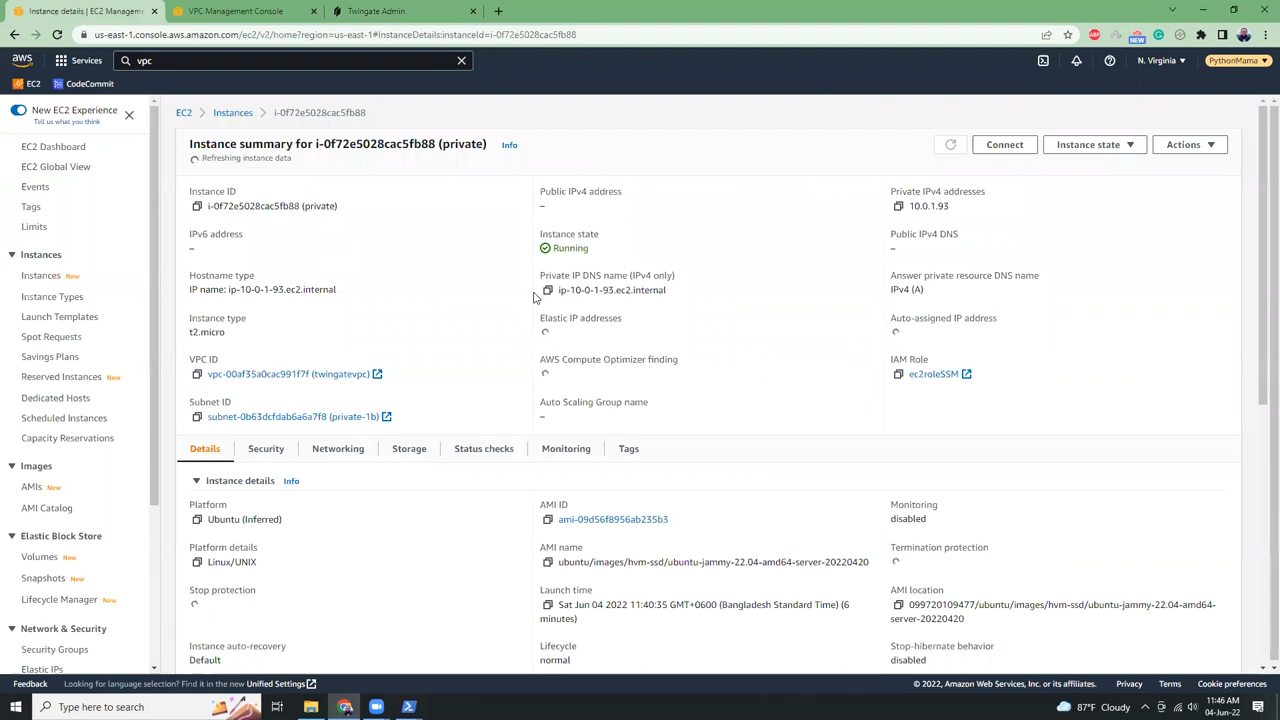 Instance details | EC2 Managemen
VPC Management Console
Twingate Admin
us-east-1.console.aws.amazon.com/ec2/v2/home?region=us-east-1#InstanceDetails:instanceId=i-0f72e5028cac5fb88
ABP
NEW
aws
Services
vpc
N. Virginia
PythonMama
EC2
CodeCommit
New EC2 Experience
Tell us what you think
EC2 Dashboard
EC2 Global View
Events
Tags
Limits
Instances
Instances New
Instance Types
Launch Templates
Spot Requests
Savings Plans
Reserved Instances New
Dedicated Hosts
Scheduled Instances
Capacity Reservations
Images
AMIs New
AMI Catalog
Elastic Block Store
Volumes New
Snapshots New
Lifecycle Manager New
Network & Security
Security Groups
Elastic IPs
EC2 > Instances > i-0f72e5028cac5fb88
Instance summary for i-0f72e5028cac5fb88 (private) Info
Refreshing instance data
Connect
Instance state
Actions
Instance ID
i-0f72e5028cac5fb88 (private)
Public IPv4 address
–
Private IPv4 addresses
10.0.1.93
IPv6 address
–
Instance state
Running
Public IPv4 DNS
–
Hostname type
IP name: ip-10-0-1-93.ec2.internal
Private IP DNS name (IPv4 only)
ip-10-0-1-93.ec2.internal
Answer private resource DNS name
IPv4 (A)
Instance type
t2.micro
Elastic IP addresses
Auto-assigned IP address
VPC ID
vpc-00af35a0cac991f7f (twingatevpc)
AWS Compute Optimizer finding
IAM Role
ec2roleSSM
Subnet ID
subnet-0b63dcfdab6a6a7f8 (private-1b)
Auto Scaling Group name
–
Details
Security
Networking
Storage
Status checks
Monitoring
Tags
Instance details Info
Platform
Ubuntu (Inferred)
AMI ID
ami-09d56f8956ab235b3
Monitoring
disabled
Platform details
Linux/UNIX
AMI name
ubuntu/images/hvm-ssd/ubuntu-jammy-22.04-amd64-server-20220420
Termination protection
Stop protection
Launch time
Sat Jun 04 2022 11:40:35 GMT+0600 (Bangladesh Standard Time) (6
minutes)
AMI location
099720109477/ubuntu/images/hvm-ssd/ubuntu-jammy-22.04-amd64-
server-20220420
Instance auto-recovery
Default
Lifecycle
normal
Stop-hibernate behavior
disabled
Feedback
Looking for language selection? Find it in the new Unified Settings
© 2022, Amazon Web Services, Inc. or its affiliates.
Privacy
Terms
Cookie preferences
Type here to search
87°F Cloudy
11:46 AM
04-Jun-22